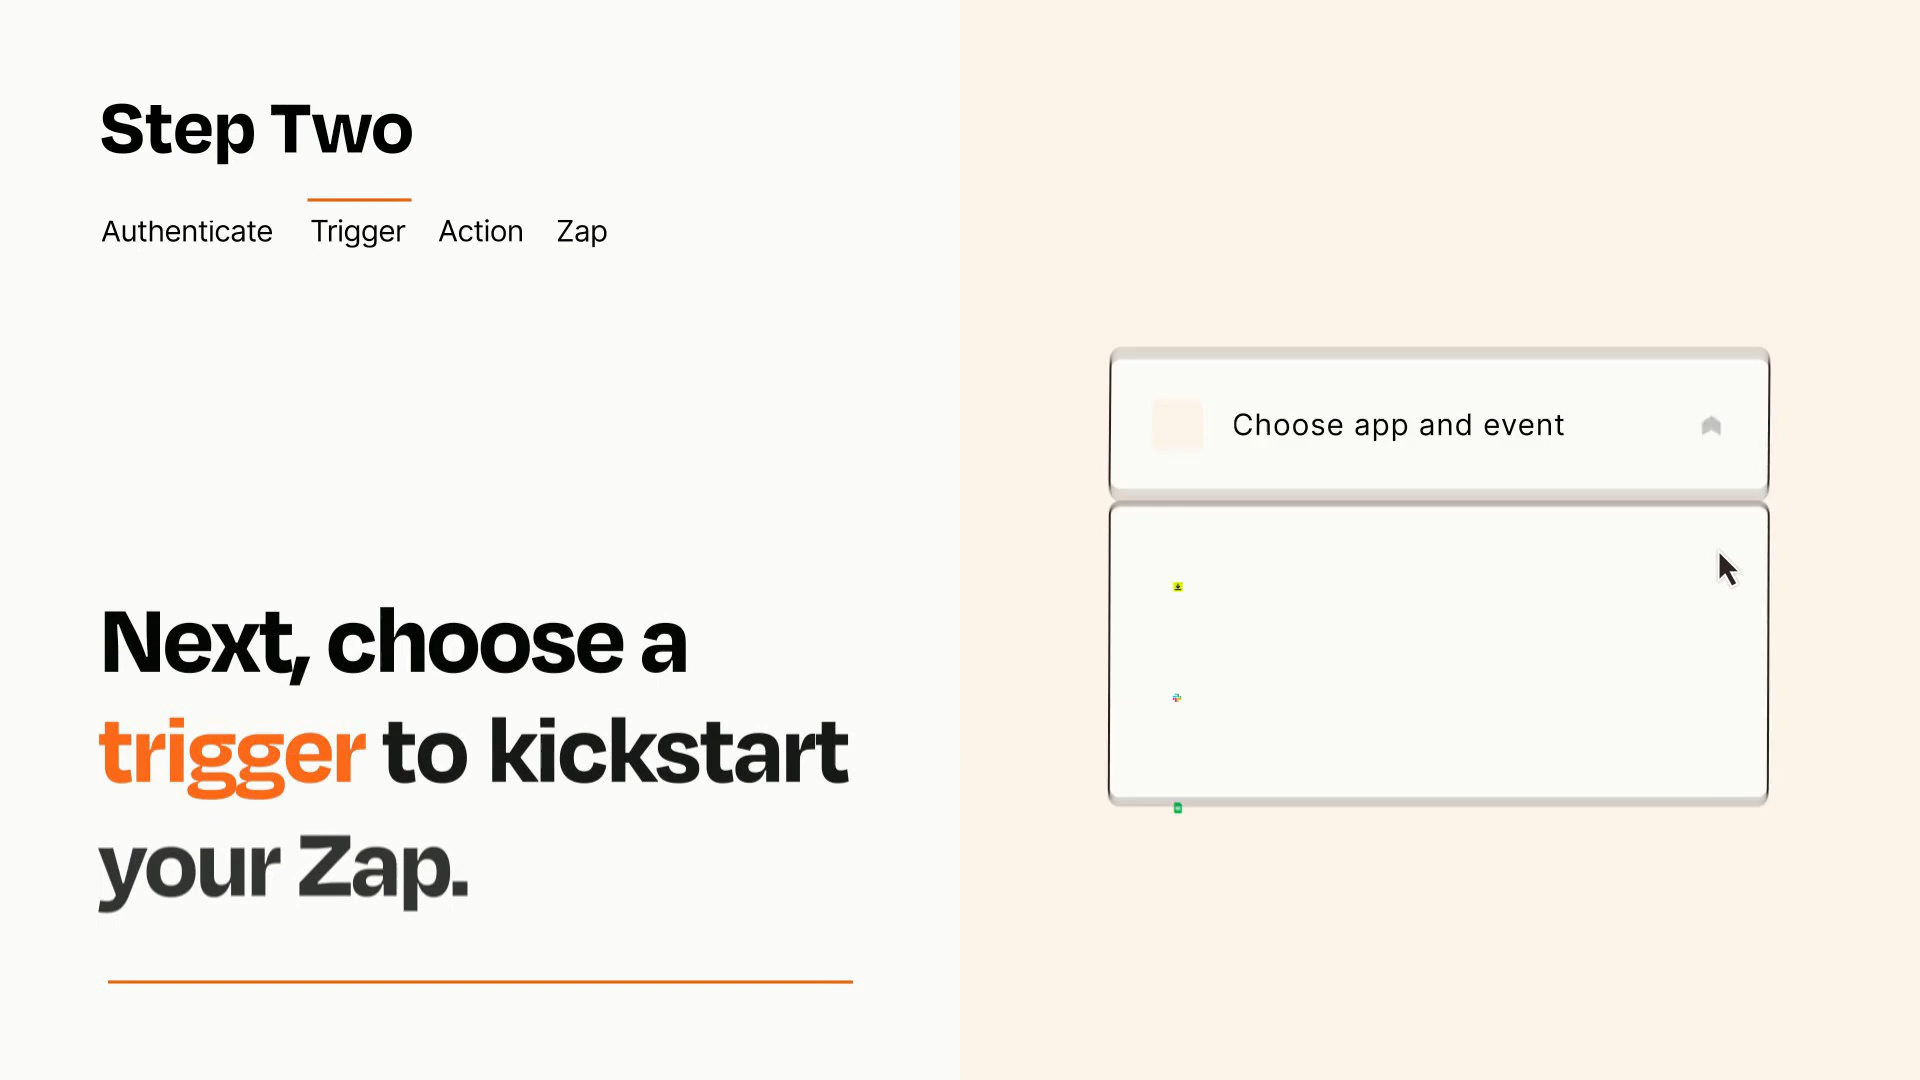 Step Two
Authenticate Trigger Action Zap
Next, choose a
trigger to kickstart
your Zap.
Choose app and event